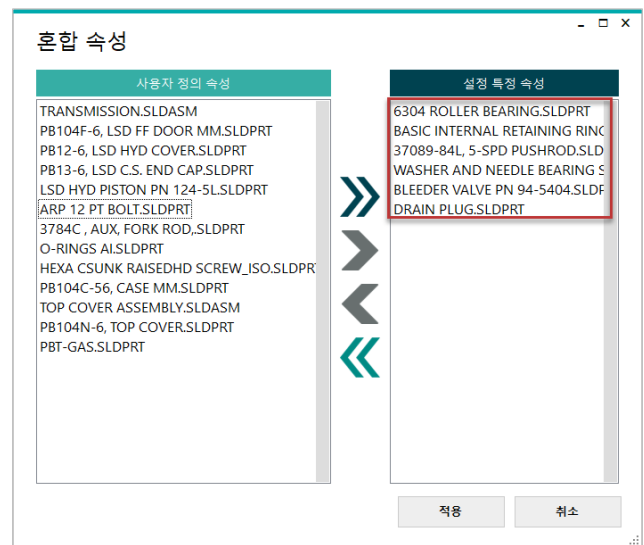 혼합 속성
사용자 정의 속성
TRANSMISSION.SLDASM
PB104F-6, LSD FF DOOR MM.SLDPRT
PB12-6, LSD HYD COVER.SLDPRT
PB13-6, LSD C.S. END CAP.SLDPRT
LSD HYD PISTON PN 124-5L.SLDPRT
ARP 12 PT BOLT.SLDPRT
3784C , AUX, FORK ROD,.SLDPRT
O-RINGS AI.SLDPRT
HEXA CSUNK RAISEDHD SCREW_ISO.SLDPR
PB104C-56, CASE MM.SLDPRT
TOP COVER ASSEMBLY.SLDASM
PB104N-6, TOP COVER.SLDPRT
PBT-GAS.SLDPRT
설정 특정 속성
6304 ROLLER BEARING.SLDPRT
BASIC INTERNAL RETAINING RING
37089-84L, 5-SPD PUSHROD.SLD
WASHER AND NEEDLE BEARING S
BLEEDER VALVE PN 94-5404.SLDP
DRAIN PLUG.SLDPRT
적용
취소